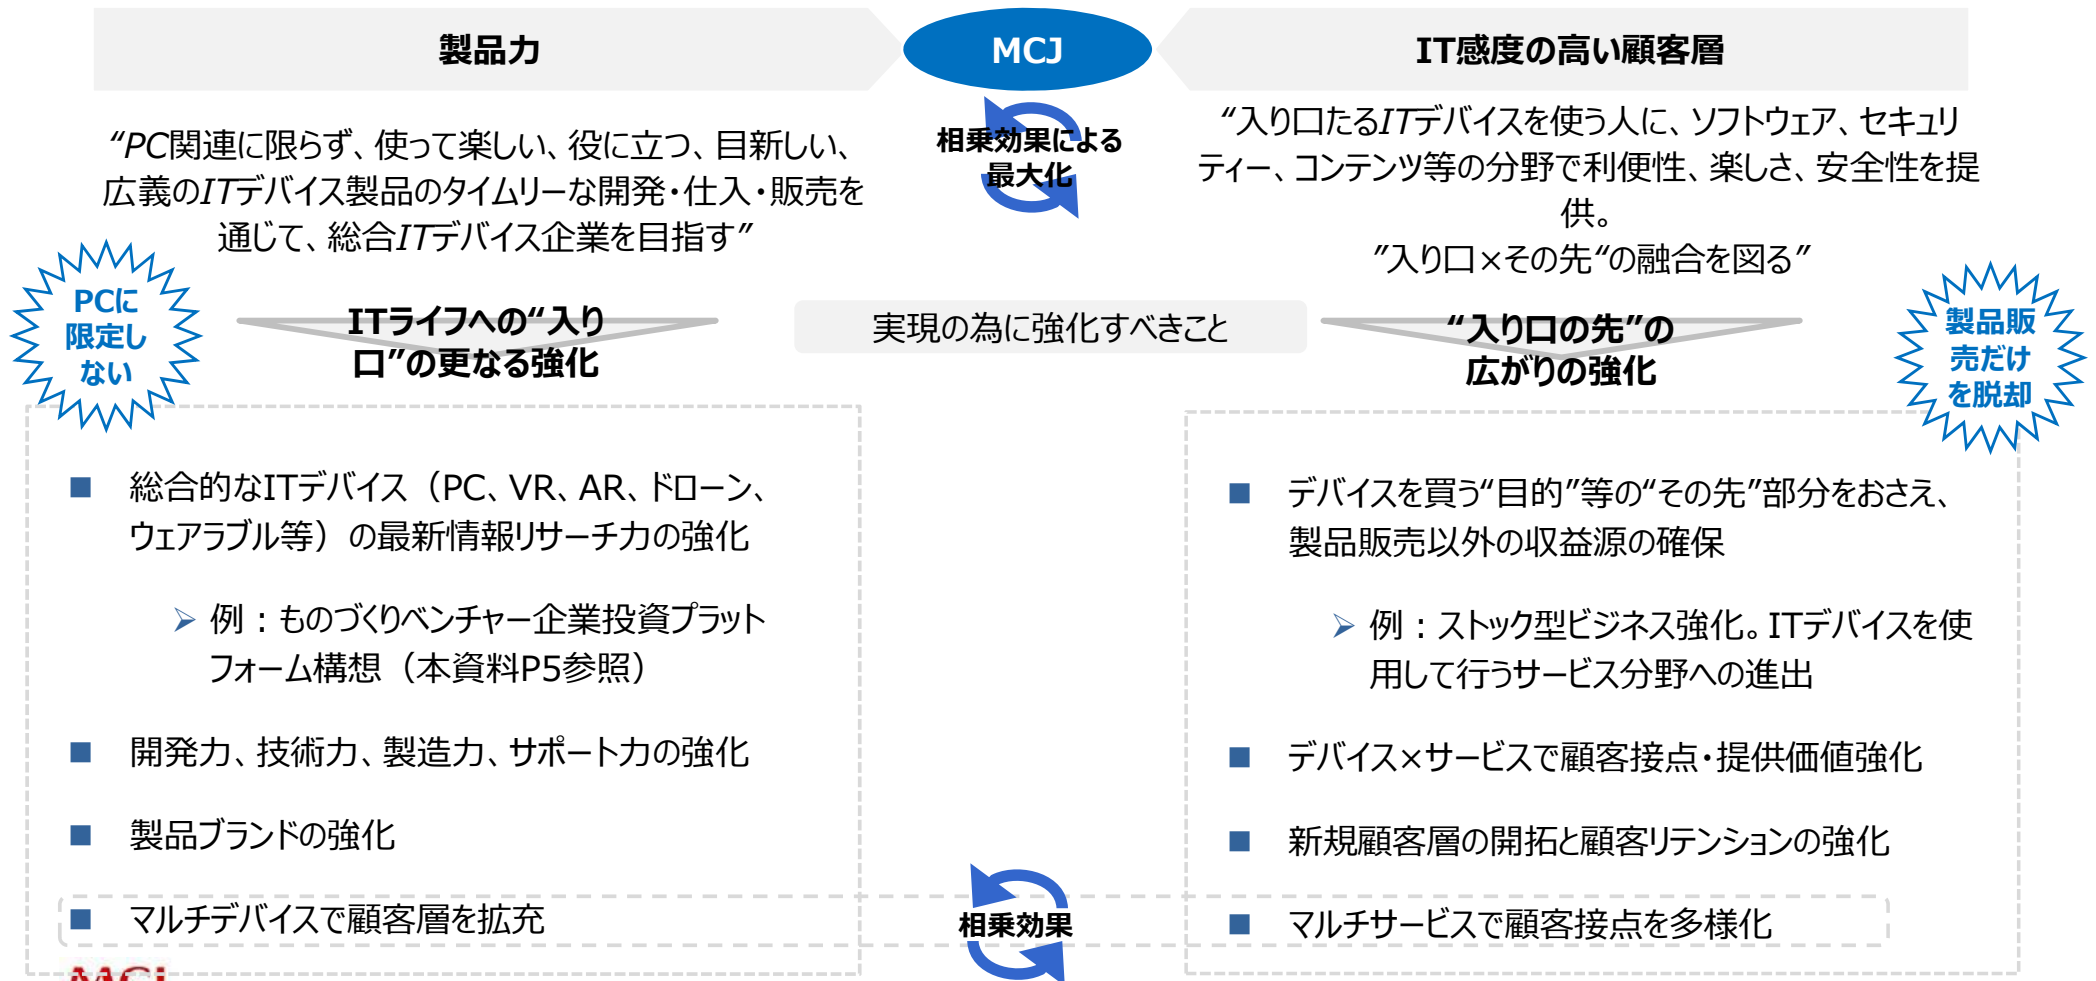 製品力
MCJ
IT感度の高い顧客層
“PC関連に限らず、使って楽しい、役に立つ、目新しい、
広義のITデバイス製品のタイムリーな開発・仕入・販売を
通じて、総合ITデバイス企業を目指す”
相乗効果による
最大化
“入り口たるITデバイスを使う人に、ソフトウェア、セキュリ
ティー、コンテンツ等の分野で利便性、楽しさ、安全性を提
供。
”入り口×その先“の融合を図る”
PCに
限定し
ない
ITライフへの“入り
口”の更なる強化
実現の為に強化すべきこと
“入り口の先”の
広がりの強化
製品販
売だけ
を脱却
■ 総合的なITデバイス（PC、VR、AR、ドローン、
ウェアラブル等）の最新情報リサーチ力の強化
➢ 例：ものづくりベンチャー企業投資プラット
フォーム構想（本資料P5参照）
■ 開発力、技術力、製造力、サポート力の強化
■ 製品ブランドの強化
■ マルチデバイスで顧客層を拡充
相乗効果
■ デバイスを買う“目的”等の“その先”部分をおさえ、
製品販売以外の収益源の確保
➢ 例：ストック型ビジネス強化。ITデバイスを使
用して行うサービス分野への進出
■ デバイス×サービスで顧客接点・提供価値強化
■ 新規顧客層の開拓と顧客リテンションの強化
■ マルチサービスで顧客接点を多様化
MCJ